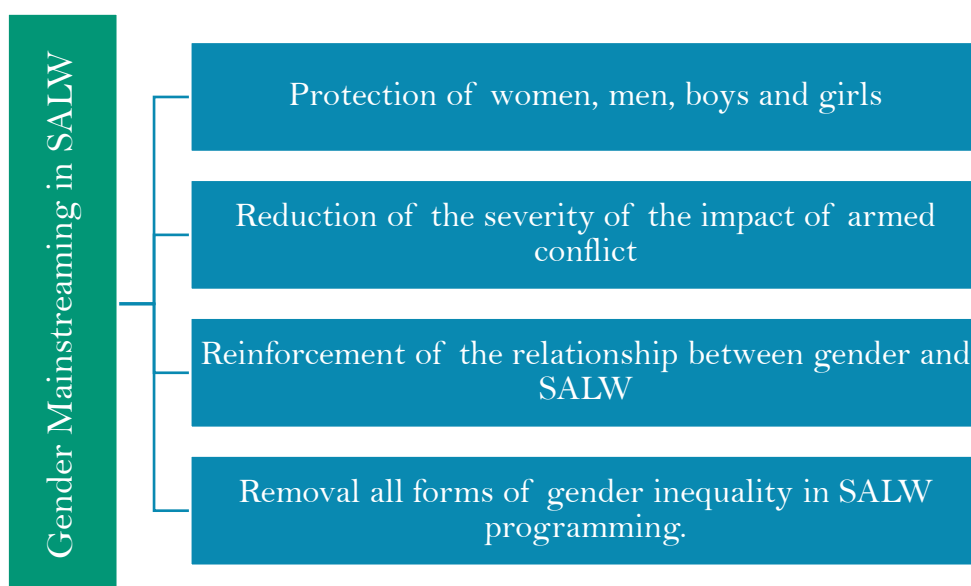 Gender Mainstreaming in SALW
Protection of women, men, boys and girls
Reduction of the severity of the impact of armed
conflict
Reinforcement of the relationship between gender and
SALW
Removal all forms of gender inequality in SALW
programming.